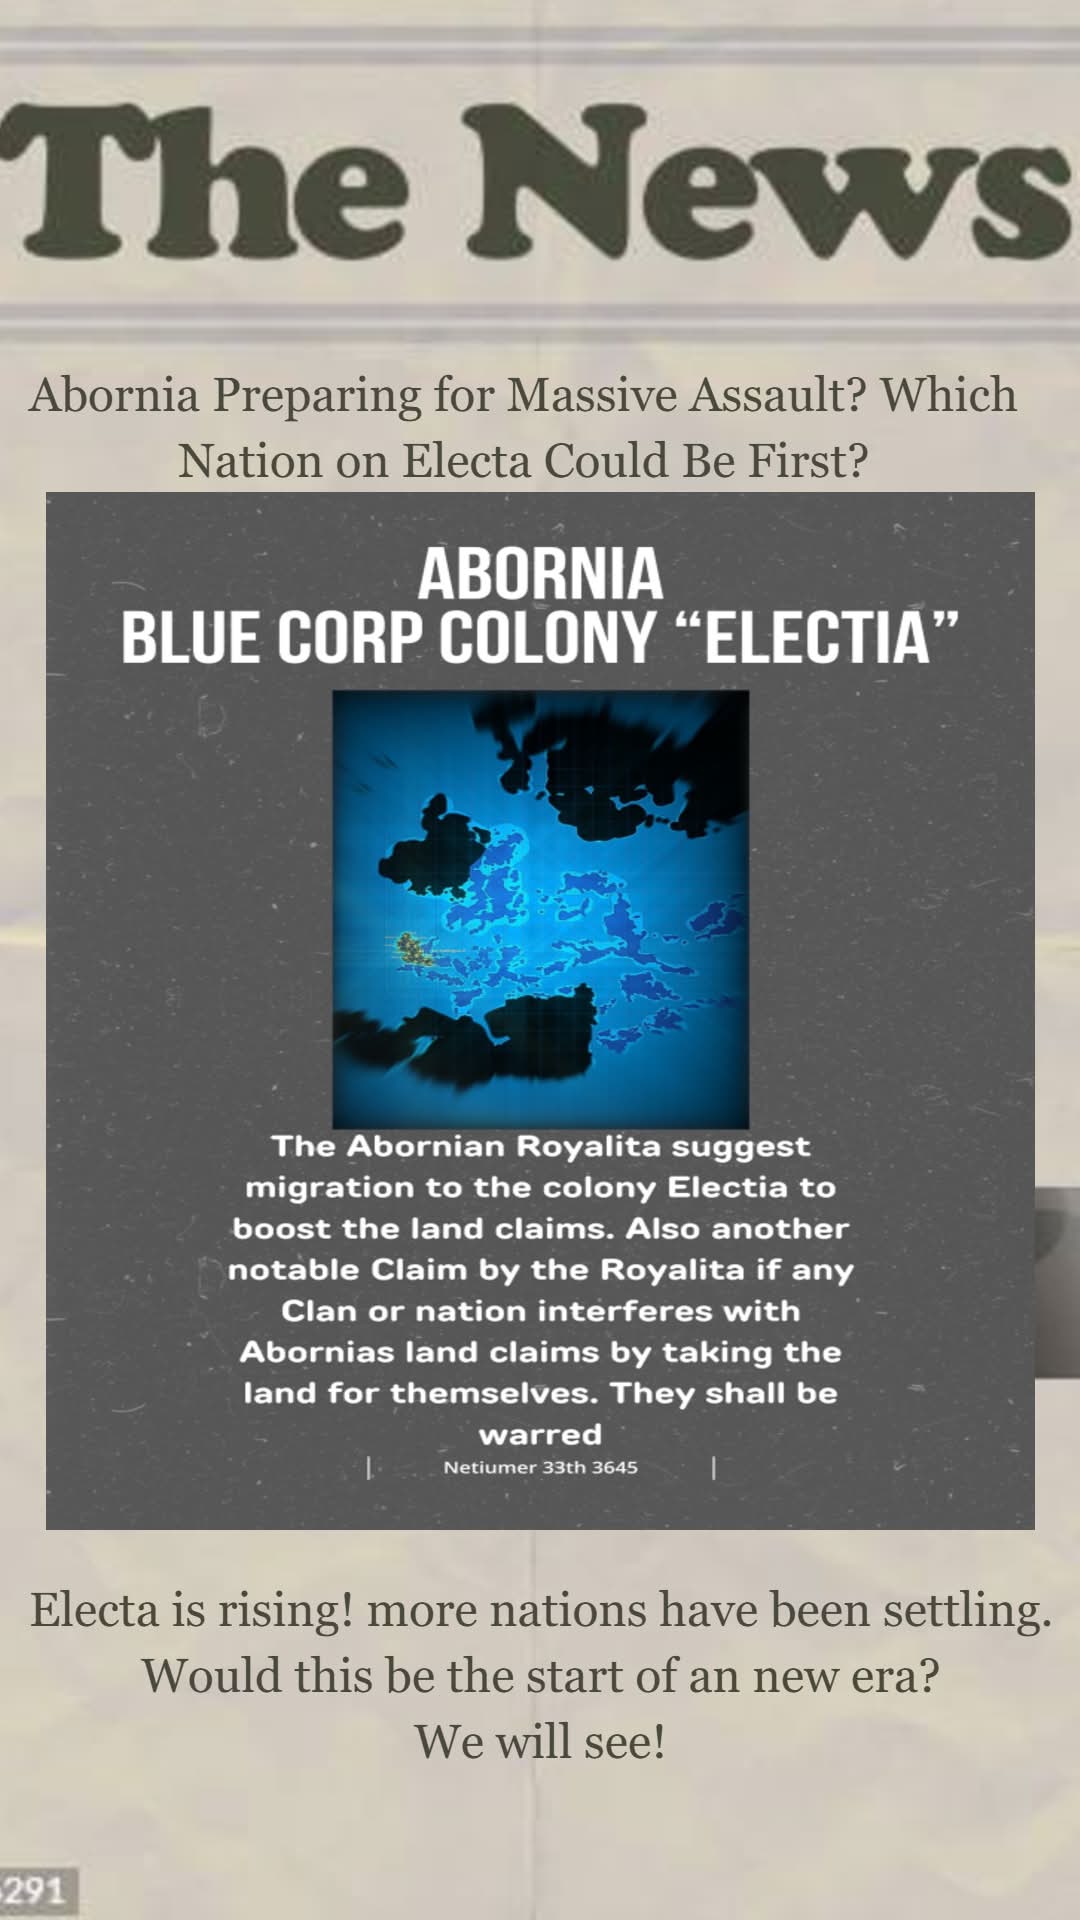 The News
Abornia Preparing for Massive Assault? Which
Nation on Electa Could Be First?
ABORNIA
BLUE CORP COLONY “ELECTIA”
The Abornian Royalita suggest
migration to the colony Electia to
boost the land claims. Also another
notable Claim by the Royalita if any
Clan or nation interferes with
Abornias land claims by taking the
land for themselves. They shall be
warred
Netiumer 33th 3645
Electa is rising! more nations have been settling.
Would this be the start of an new era?
We will see!
291